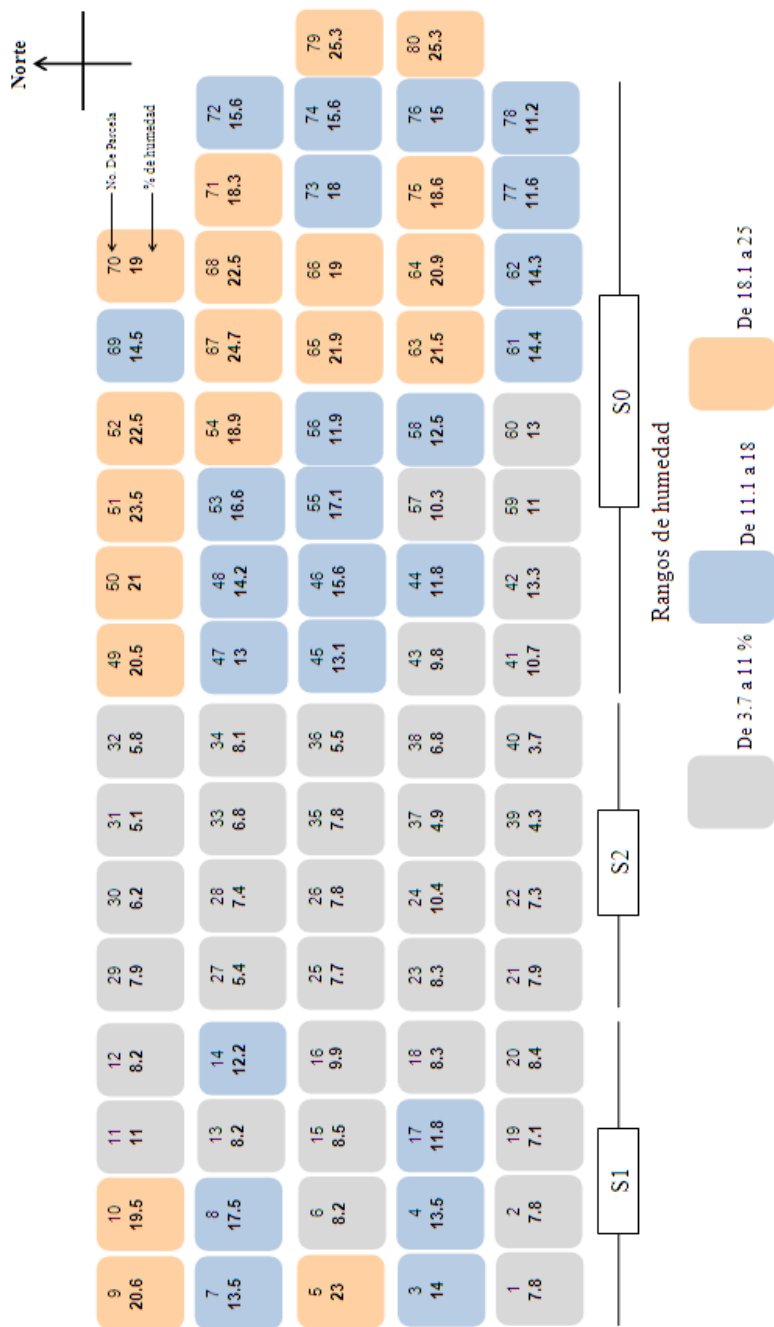 Norte
No. De Parcela
% de humedad
9 10 11 12 29 30 31 32 49 50 51 52 69 70
20.6 19.5 11 8.2 7.9 6.2 5.1 5.8 20.5 21 23.5 22.5 14.5 19
7 8 13 14 27 28 33 34 47 48 53 54 67 68 71 72
13.5 17.5 8.2 12.2 5.4 7.4 6.8 8.1 13 14.2 16.6 18.9 24.7 22.5 18.3 15.6
5 6 15 16 25 26 35 36 45 46 55 56 65 66 73 74 79
23 8.2 8.5 9.9 7.7 7.8 7.8 5.5 13.1 15.6 17.1 11.9 21.9 19 18 15.6 25.3
3 4 17 18 23 24 37 38 43 44 57 58 63 64 75 76 80
14 13.5 11.8 8.3 8.3 10.4 4.9 6.8 9.8 11.8 10.3 12.5 21.5 20.9 18.6 15 25.3
1 2 19 20 21 22 39 40 41 42 59 60 61 62 77 78
7.8 7.8 7.1 8.4 7.9 7.3 4.3 3.7 10.7 13.3 11 13 14.4 14.3 11.6 11.2
S1 S2 S0
Rangos de humedad
De 3.7 a 11 % De 11.1 a 18 De 18.1 a 25